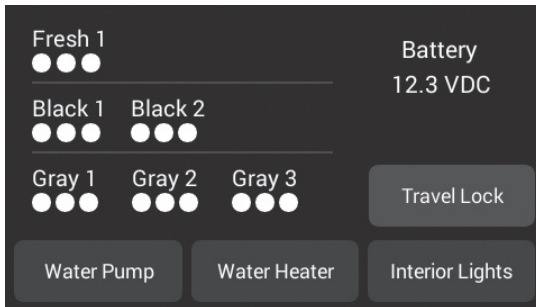 Fresh 1
Battery
12.3 VDC
Black 1 Black 2
Gray 1 Gray 2 Gray 3
Travel Lock
Water Pump Water Heater Interior Lights